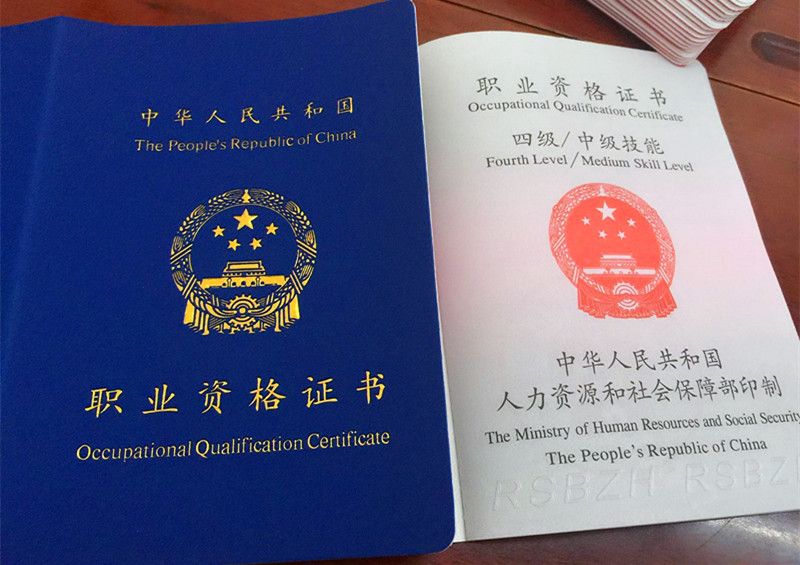 中华人民共和国
The People's Republic of China
职业资格证书
Occupational Qualification Certificate
职业资格证书
Occupational Qualification Certificate
四级/中级技能
Fourth Level/Medium Skill Level
中华人民共和国
人力资源和社会保障部印制
The Ministry of Human Resources and Social Security
The People's Republic of China
RSBZH RSBZH